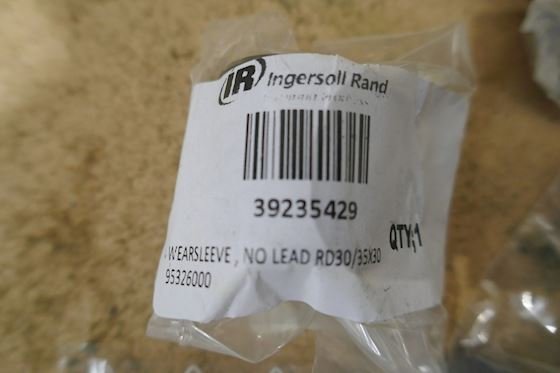 IR Ingersoll Rand
39235429
WEARSLEEVE , NO LEAD RD30/35X30
QTY:1
95326000